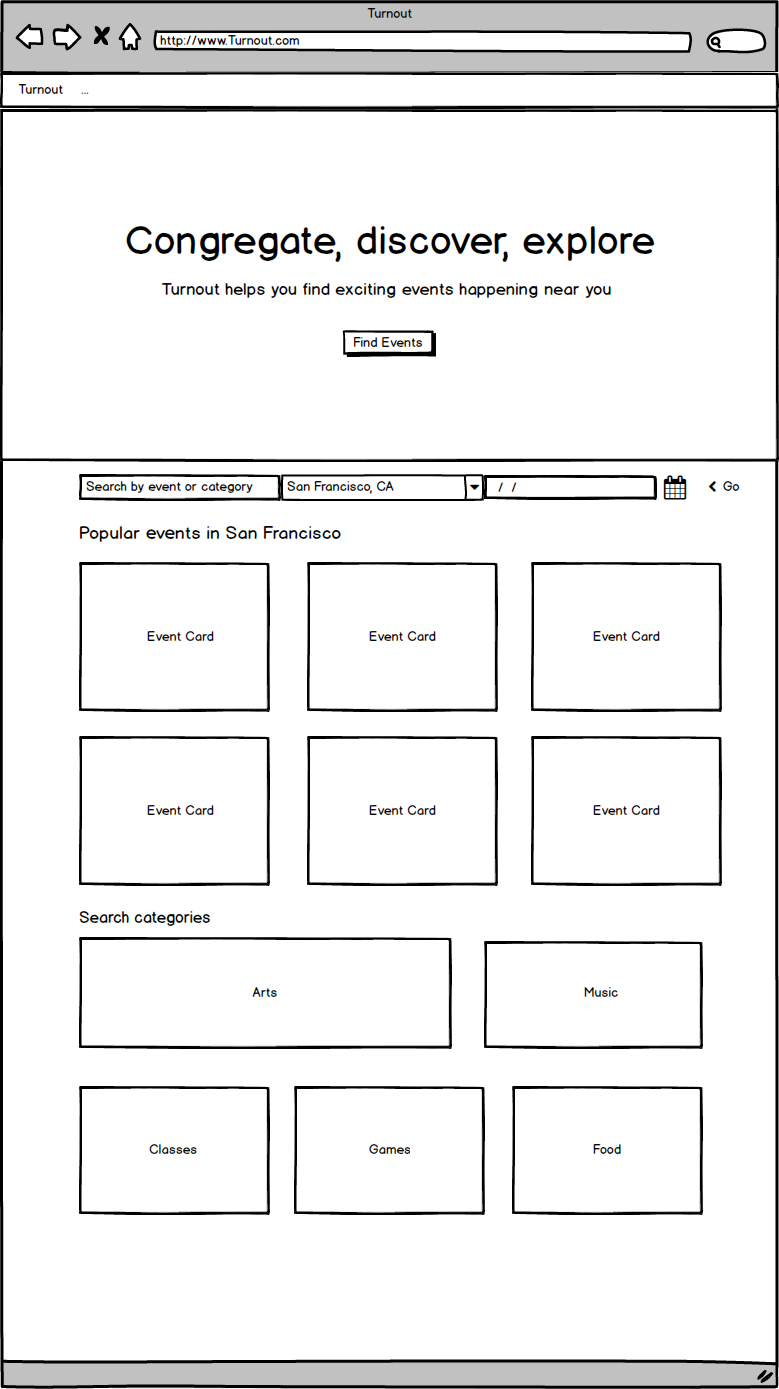 Turnout
http://www.Turnout.com
Turnout ...
Congregate, discover, explore
Turnout helps you find exciting events happening near you
Find Events
Search by event or category San Francisco, CA / / Go
Popular events in San Francisco
Event Card Event Card Event Card
Event Card Event Card Event Card
Search categories
Arts Music
Classes Games Food